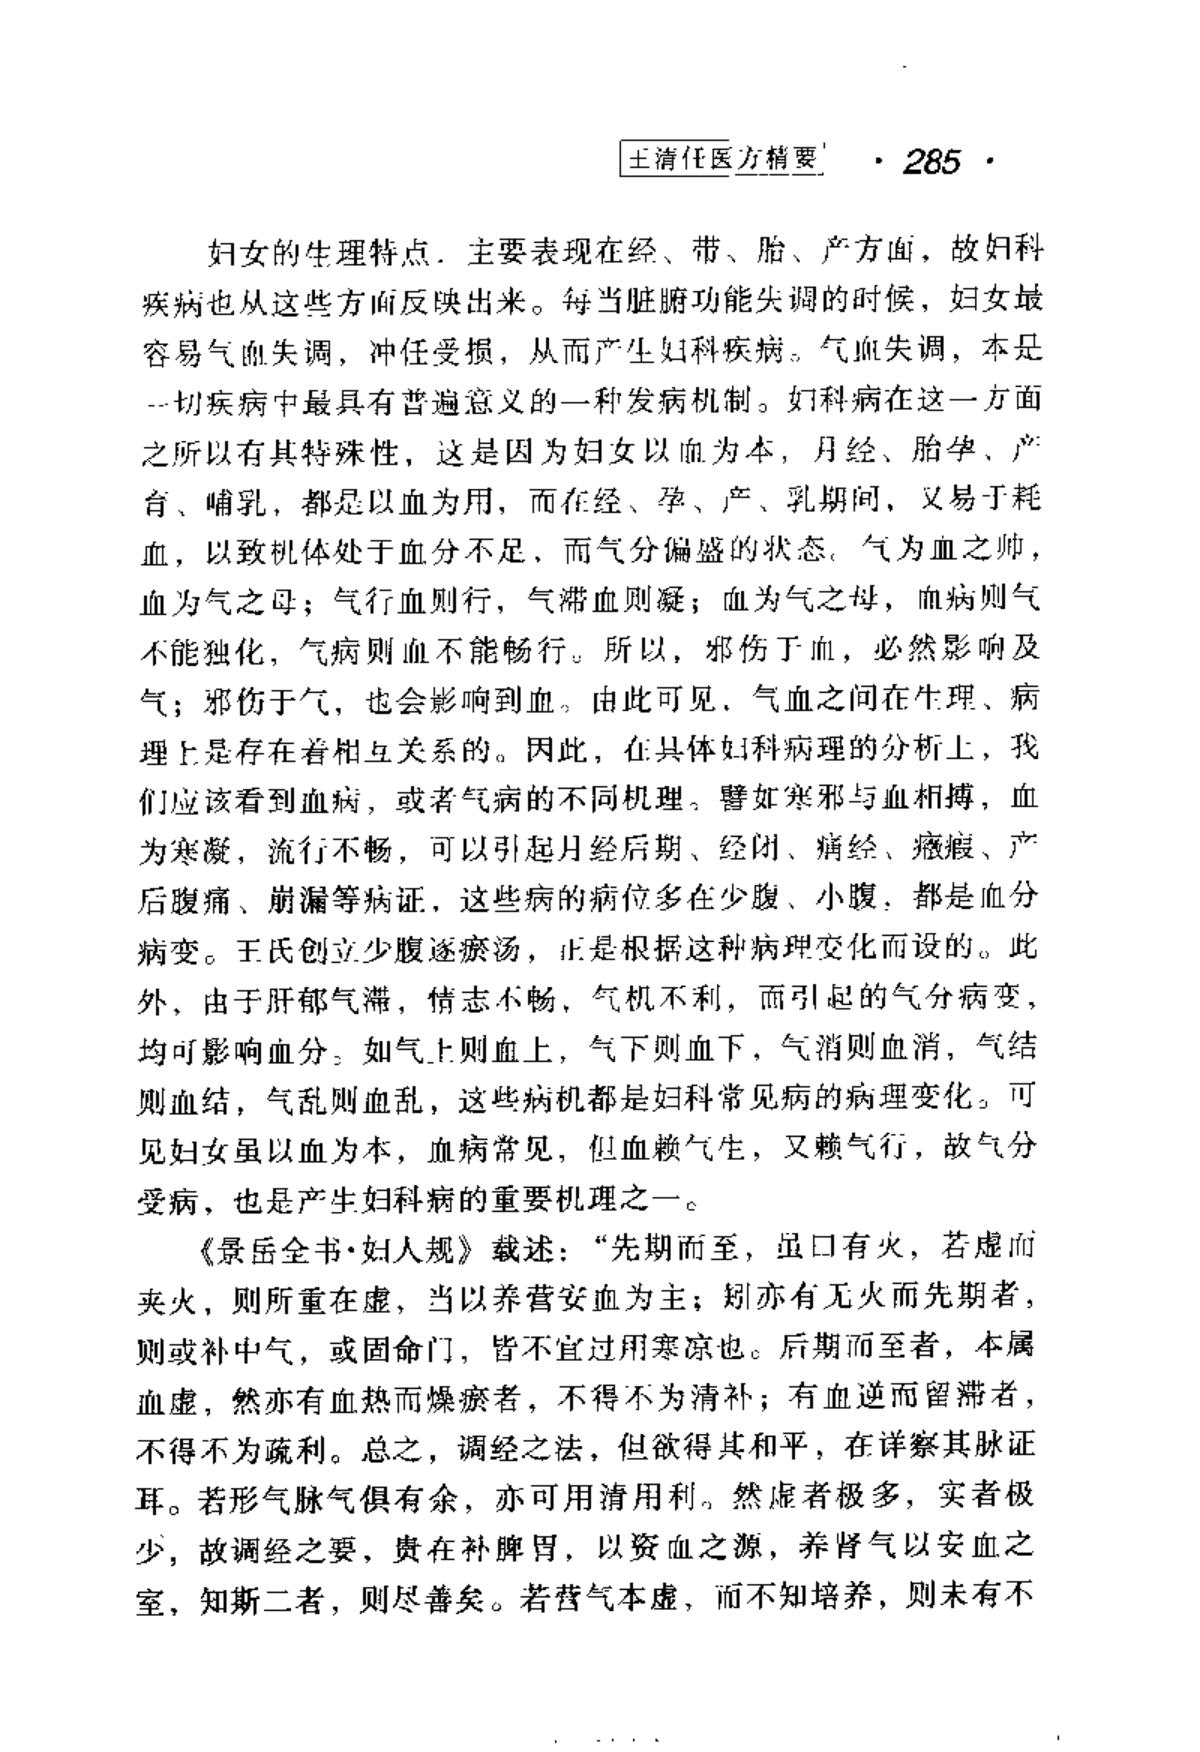 王清任医方精要 · 285 ·
妇女的生理特点，主要表现在经、带、胎、产方面，故妇科
疾病也从这些方面反映出来。每当脏腑功能失调的时候，妇女最
容易气血失调，冲任受损，从而产生妇科疾病。气血失调，本是
一切疾病中最具有普遍意义的一种发病机制。妇科病在这一方面
之所以有其特殊性，这是因为妇女以血为本，月经、胎孕、产
育、哺乳，都是以血为用，而在经、孕、产、乳期间，又易于耗
血，以致机体处于血分不足，而气分偏盛的状态。气为血之帅，
血为气之母；气行血则行，气滞血则凝；血为气之母，血病则气
不能独化，气病则血不能畅行。所以，邪伤于血，必然影响及
气；邪伤于气，也会影响到血。由此可见，气血之间在生理、病
理上是存在着相互关系的。因此，在具体妇科病理的分析上，我
们应该看到血病，或者气病的不同机理。譬如寒邪与血相搏，血
为寒凝，流行不畅，可以引起月经后期、经闭、痛经、癥瘕、产
后腹痛、崩漏等病证，这些病的病位多在少腹、小腹，都是血分
病变。王氏创立少腹逐瘀汤，正是根据这种病理变化而设的。此
外，由于肝郁气滞，情志不畅，气机不利，而引起的气分病变，
均可影响血分。如气上则血上，气下则血下，气消则血消，气结
则血结，气乱则血乱，这些病机都是妇科常见病的病理变化。可
见妇女虽以血为本，血病常见，但血赖气生，又赖气行，故气分
受病，也是产生妇科病的重要机理之一。
《景岳全书·妇人规》载述：“先期而至，虽曰有火，若虚而
夹火，则所重在虚，当以养营安血为主；矧亦有无火而先期者，
则或补中气，或固命门，皆不宜过用寒凉也。后期而至者，本属
血虚，然亦有血热而燥瘀者，不得不为清补；有血逆而留滞者，
不得不为疏利。总之，调经之法，但欲得其和平，在详察其脉证
耳。若形气脉气俱有余，亦可用清用利。然虚者极多，实者极
少，故调经之要，贵在补脾胃，以资血之源，养肾气以安血之
室，知斯二者，则尽善矣。若营气本虚，而不知培养，则未有不